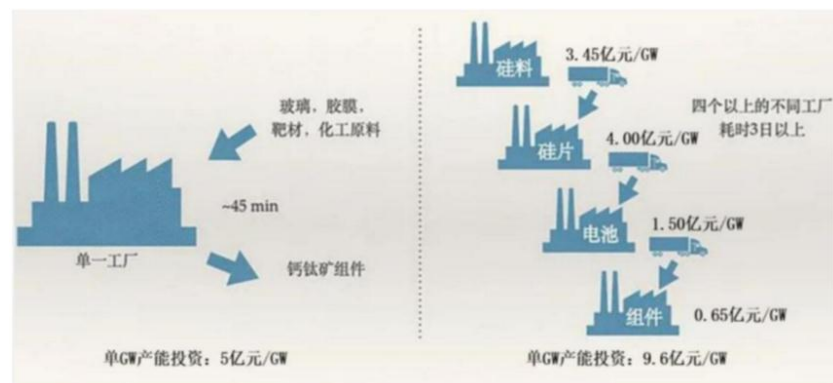 玻璃，胶膜，
靶材，化工原料
~45 min
单一工厂
钙钛矿组件
单GW产能投资：5亿元/GW
硅料
3.45亿元/GW
四个以上的不同工厂
耗时3日以上
硅片
4.00亿元/GW
电池
1.50亿元/GW
组件
0.65亿元/GW
单GW产能投资：9.6亿元/GW